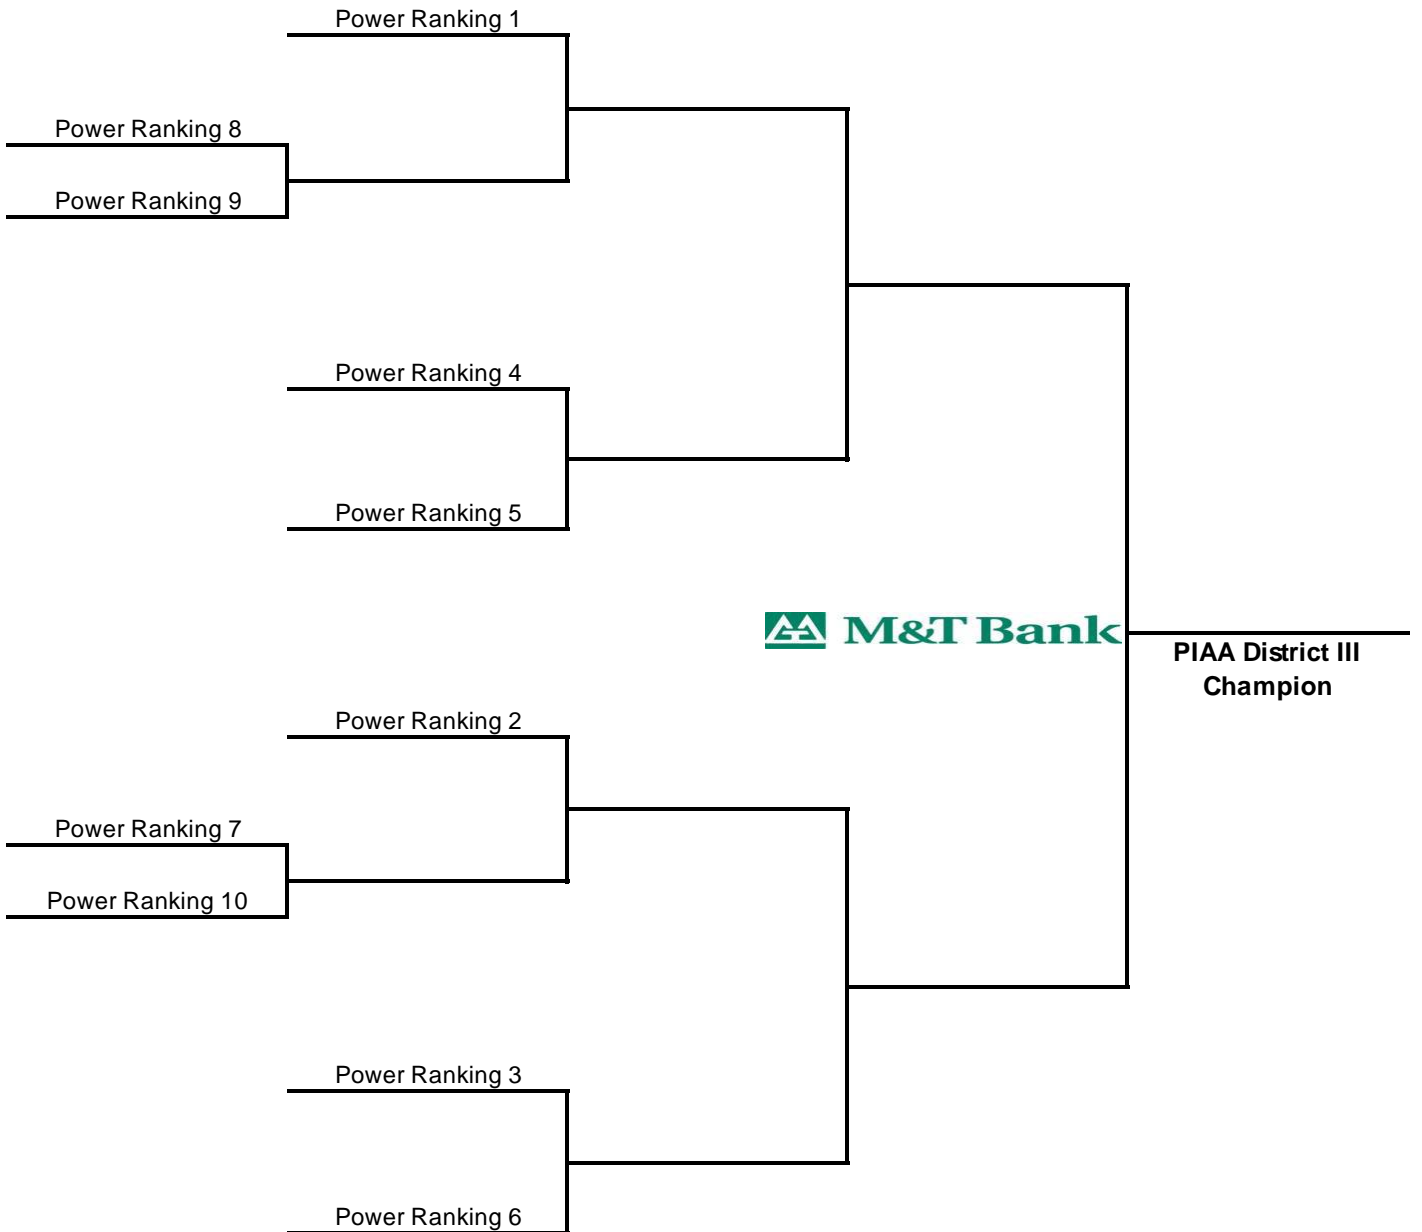 Power Ranking 1
Power Ranking 8
Power Ranking 9
Power Ranking 4
Power Ranking 5
M&T Bank
PIAA District III
Champion
Power Ranking 2
Power Ranking 7
Power Ranking 10
Power Ranking 3
Power Ranking 6